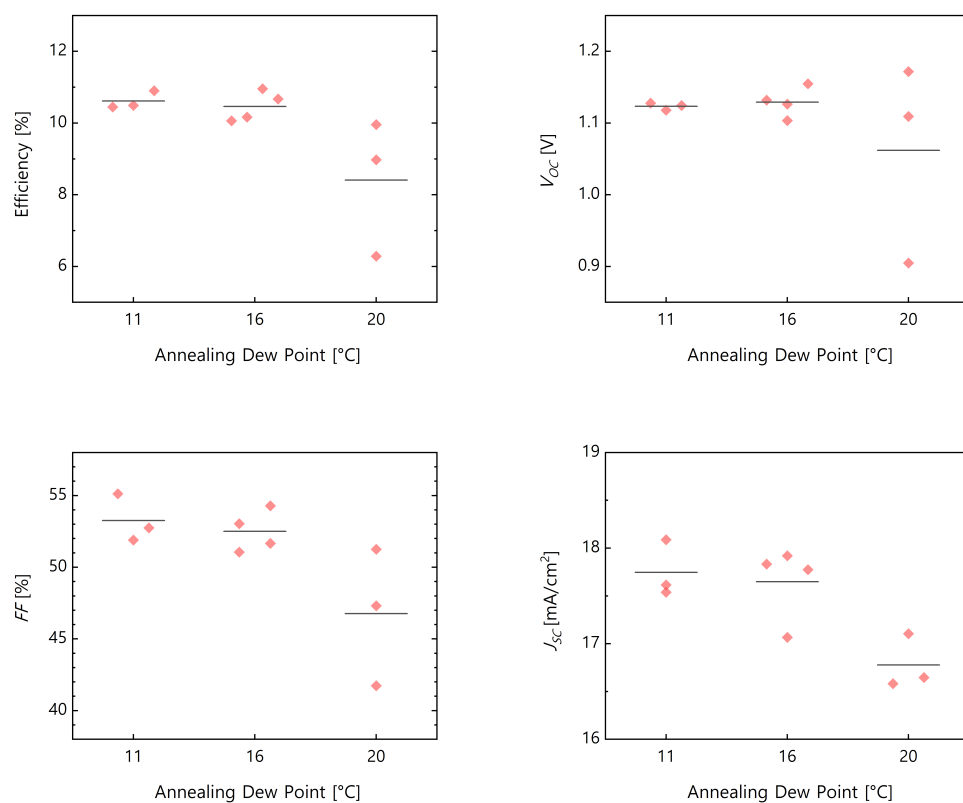 12
10
8
6
Efficiency [%]
11 16 20
Annealing Dew Point [°C]
1.2
1.1
1.0
0.9
VOC [V]
11 16 20
Annealing Dew Point [°C]
55
50
45
40
FF [%]
11 16 20
Annealing Dew Point [°C]
19
18
17
16
JSC [mA/cm²]
11 16 20
Annealing Dew Point [°C]